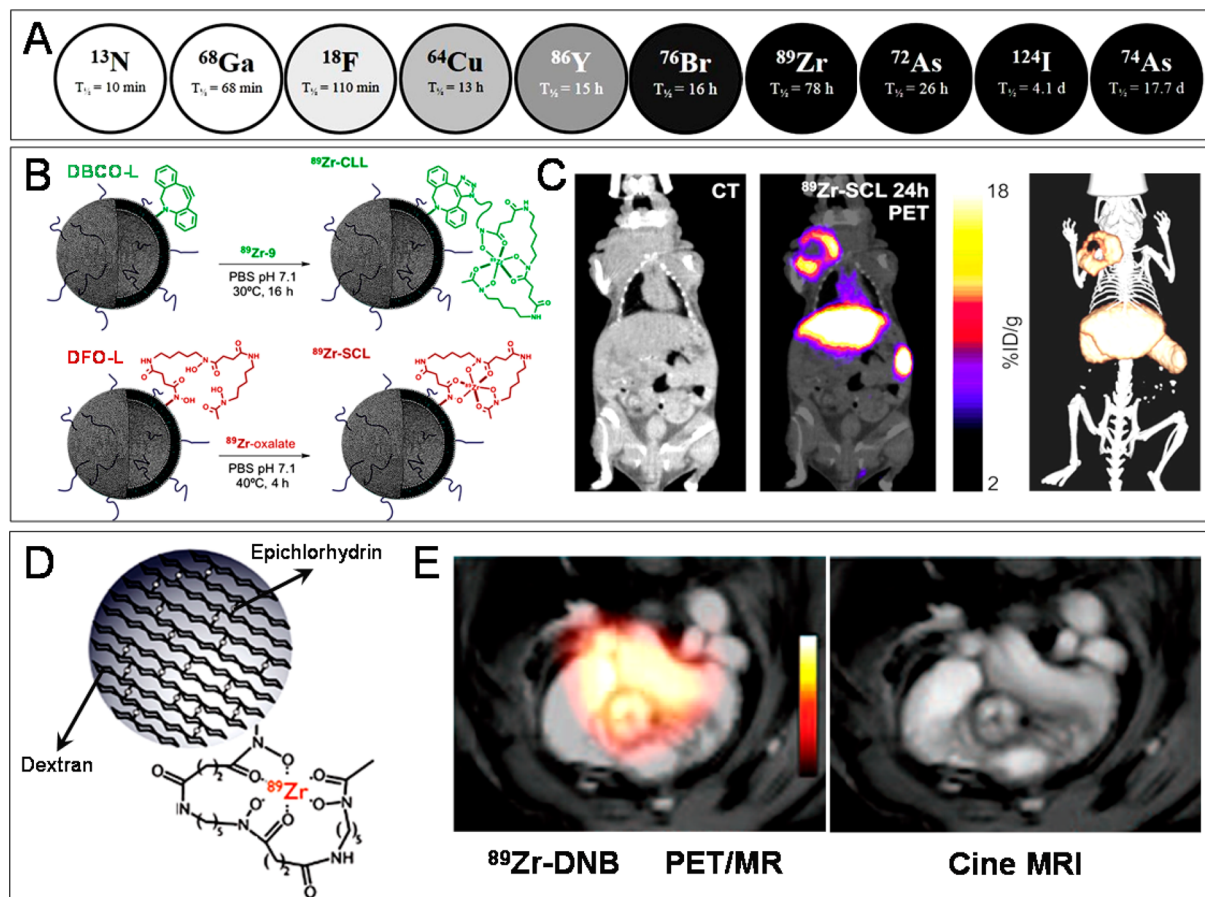 A
¹³N
T½ = 10 min
⁶⁸Ga
T½ = 68 min
¹⁸F
T½ = 110 min
⁶⁴Cu
T½ = 13 h
⁸⁶Y
T½ = 15 h
⁷⁶Br
T½ = 16 h
⁸⁹Zr
T½ = 78 h
⁷²As
T½ = 26 h
¹²⁴I
T½ = 4.1 d
⁷⁴As
T½ = 17.7 d
B
DBCO-L
⁸⁹Zr-CLL
⁸⁹Zr-9
PBS pH 7.1
30ºC, 16 h
DFO-L
⁸⁹Zr-SCL
⁸⁹Zr-oxalate
PBS pH 7.1
40ºC, 4 h
C
CT
⁸⁹Zr-SCL 24h
PET
18
%ID/g
2
D
Epichlorhydrin
Dextran
⁸⁹Zr
E
⁸⁹Zr-DNB PET/MR
Cine MRI